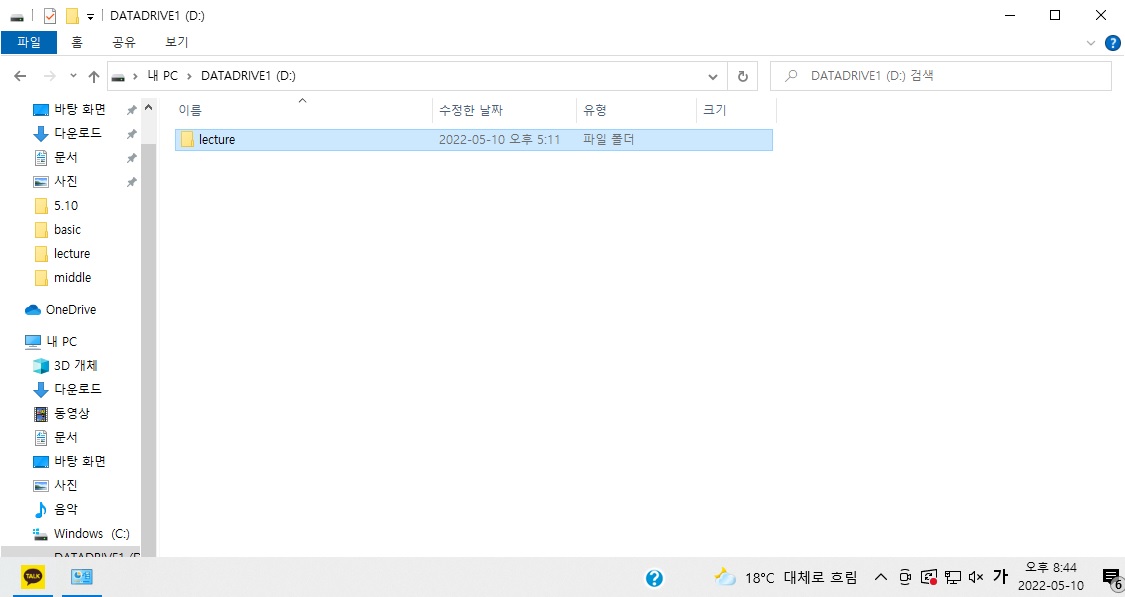 DATADRIVE1 (D:)
파일 홈 공유 보기
내 PC DATADRIVE1 (D:) DATADRIVE1 (D:) 검색
이름 수정한 날짜 유형 크기
lecture 2022-05-10 오후 5:11 파일 폴더
바탕 화면
다운로드
문서
사진
5.10
basic
lecture
middle
OneDrive
내 PC
3D 개체
다운로드
동영상
문서
바탕 화면
사진
음악
Windows (C:)
DATADRIVE1 (D
TALK
18°C 대체로 흐림 가 오후 8:44
2022-05-10
6